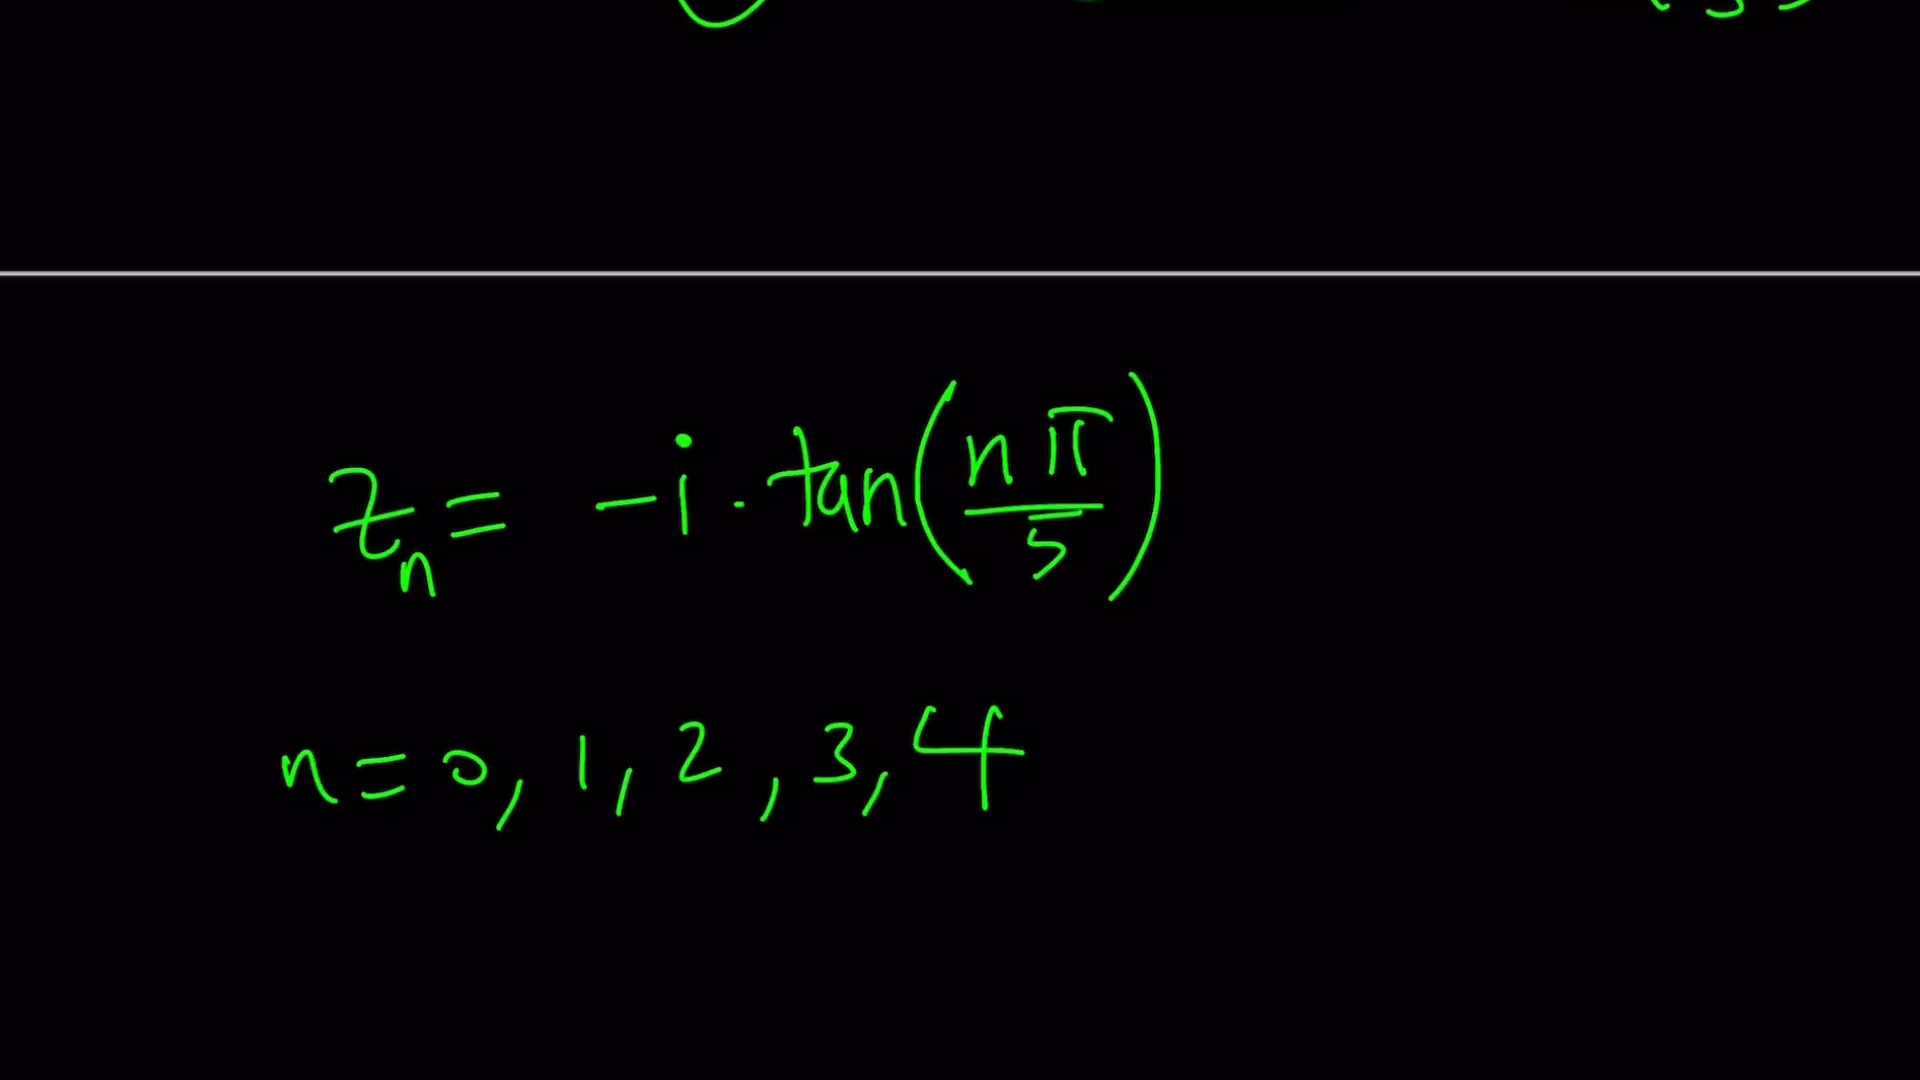 z_n = -i · tan(nπ/5)
n = 0, 1, 2, 3, 4